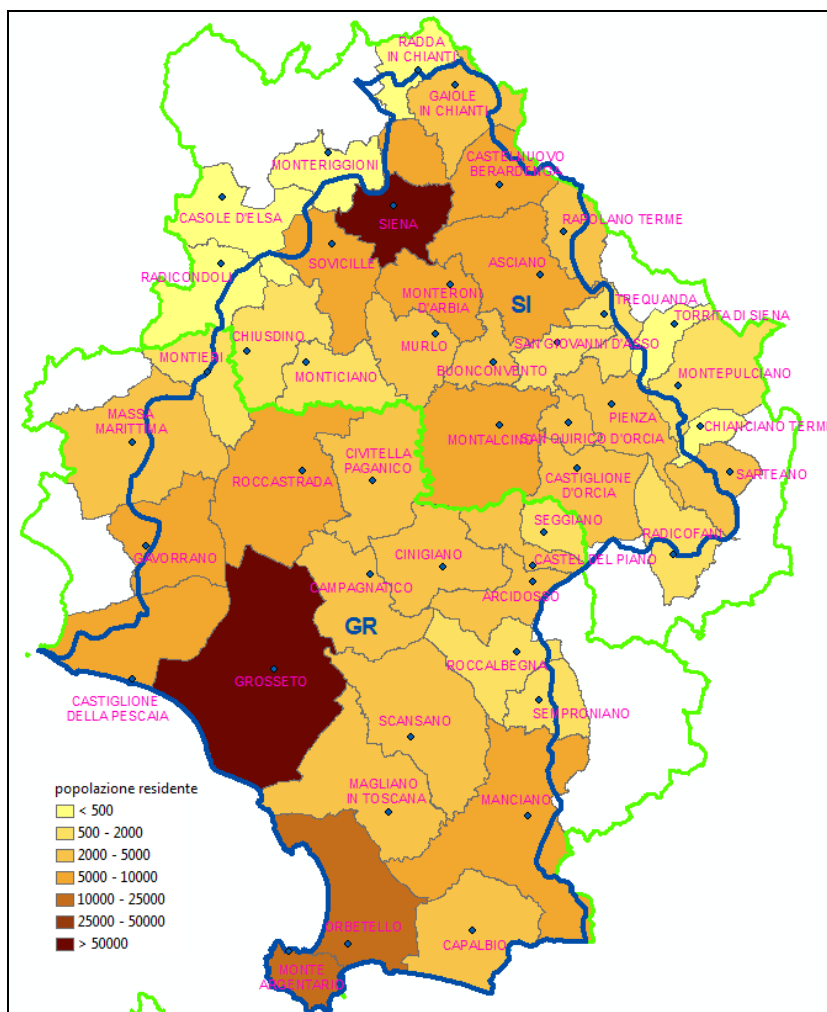 RADDA
IN CHIANTI
GAIOLE
IN CHIANTI
MONTERIGGIONI
CASTELNUOVO
BERARDENGA
CASOLE D'ELSA
SIENA
RAPOLANO TERME
RADICONDOLI
SOVICILLE
ASCIANO
MONTERONI
D'ARBIA
SI
TREQUANDA
TORRITA DI SIENA
CHIUSDINO
MURLO
SAN GIOVANNI D'ASSO
MONTIERI
MONTICIANO
BUONCONVENTO
MONTEPULCIANO
MASSA
MARITTIMA
PIENZA
CHIANCIANO TERME
MONTALCINO
SAN QUIRICO D'ORCIA
CIVITELLA
PAGANICO
ROCCASTRADA
CASTIGLIONE
D'ORCIA
SARTEANO
SEGGIANO
RADICOFANI
GAVORRANO
CINIGIANO
CASTEL DEL PIANO
CAMPAGNATICO
ARCIDOSSO
GR
ROCCALBEGNA
GROSSETO
CASTIGLIONE
DELLA PESCAIA
SEMPRONIANO
SCANSANO
MAGLIANO
IN TOSCANA
MANCIANO
popolazione residente
< 500
500 - 2000
2000 - 5000
5000 - 10000
10000 - 25000
25000 - 50000
> 50000
ORBETELLO
CAPALBIO
MONTE
ARGENTARIO